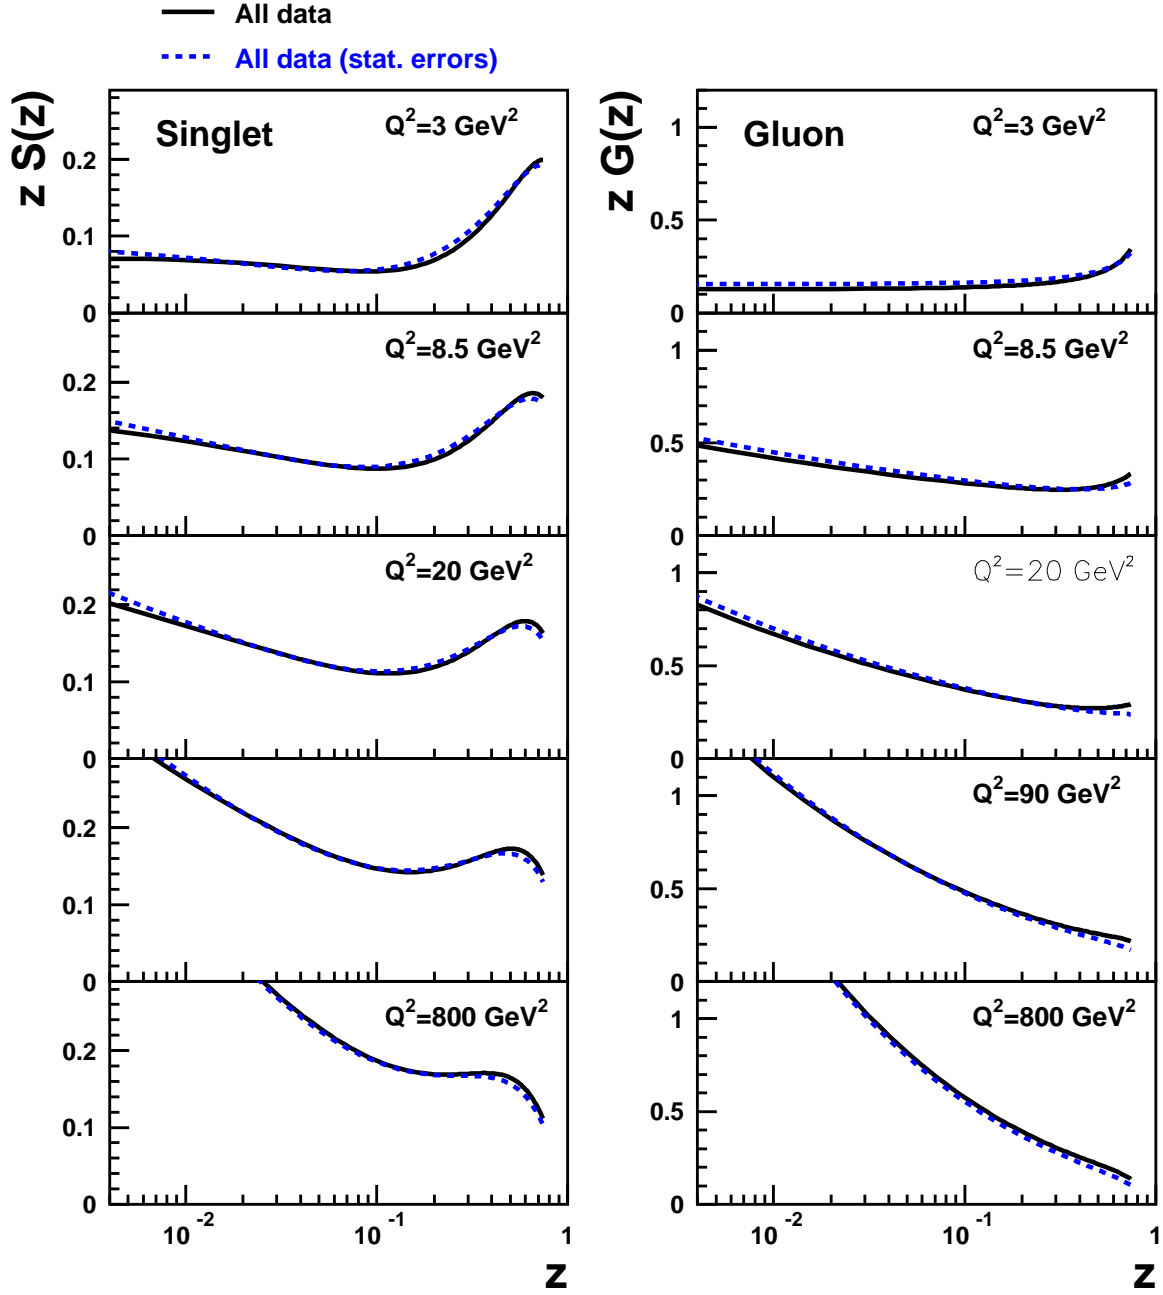 All data
All data (stat. errors)
z S(z)
Singlet
Q²=3 GeV²
0.2
0.1
0
Q²=8.5 GeV²
0.2
0.1
0
Q²=20 GeV²
0.2
0.1
0
0.2
0.1
0
Q²=800 GeV²
0.2
0.1
0
10⁻²
10⁻¹
1
z
z G(z)
Gluon
Q²=3 GeV²
1
0.5
0
Q²=8.5 GeV²
1
0.5
0
Q²=20 GeV²
1
0.5
0
Q²=90 GeV²
1
0.5
0
Q²=800 GeV²
1
0.5
0
10⁻²
10⁻¹
1
z